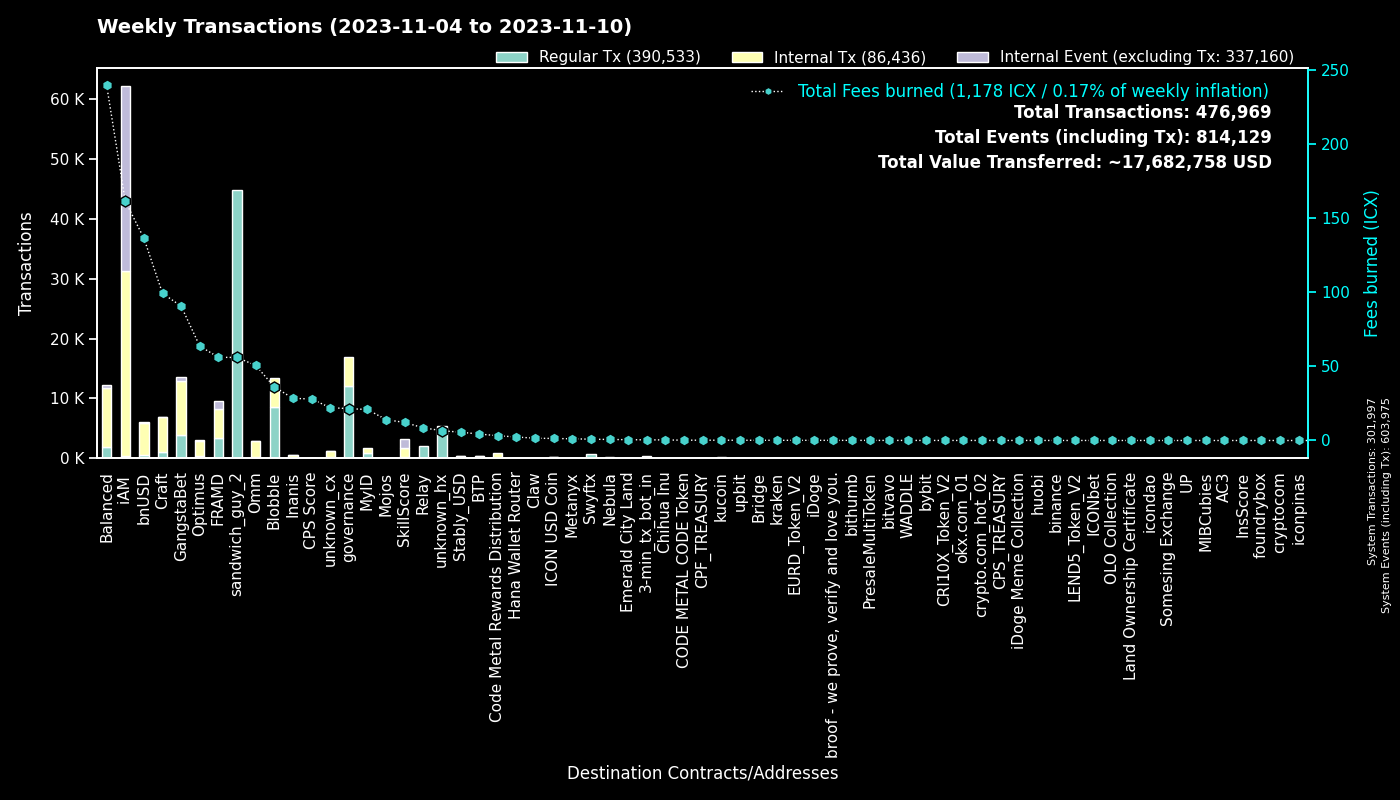 Weekly Transactions (2023-11-04 to 2023-11-10)
Regular Tx (390,533)
Internal Tx (86,436)
Internal Event (excluding Tx: 337,160)
Total Fees burned (1,178 ICX / 0.17% of weekly inflation)
Total Transactions: 476,969
Total Events (including Tx): 814,129
Total Value Transferred: ~17,682,758 USD
Transactions
60 K
50 K
40 K
30 K
20 K
10 K
0 K
250
200
150
100
50
0
Fees burned (ICX)
System Transactions: 301,997
System Events (including Tx): 603,975
Balanced
iAM
bnUSD
Craft
GangstaBet
Optimus
FRAMD
sandwich_guy_2
Omm
Blobble
Inanis
CPS Score
unknown_cx
governance
MyID
Mojos
SkillScore
Relay
unknown_hx
Stably_USD
BTP
Code Metal Rewards Distribution
Hana Wallet Router
Claw
ICON USD Coin
Metanyx
Swyftx
Nebula
Emerald City Land
3-min_tx_bot_in
Chihua Inu
CODE METAL CODE Token
CPF_TREASURY
kucoin
upbit
Bridge
kraken
EURD_Token_V2
iDoge
broof - we prove, verify and love you.
bithumb
PresaleMultiToken
bitvavo
WADDLE
bybit
CR10X_Token_V2
okx.com_01
crypto.com_hot_02
CPS_TREASURY
iDoge Meme Collection
huobi
binance
LEND5_Token_V2
ICONbet
OLO Collection
Land Ownership Certificate
icondao
Somesing Exchange
UP
MIBCubies
AC3
InsScore
foundrybox
cryptocom
iconpinas
Destination Contracts/Addresses